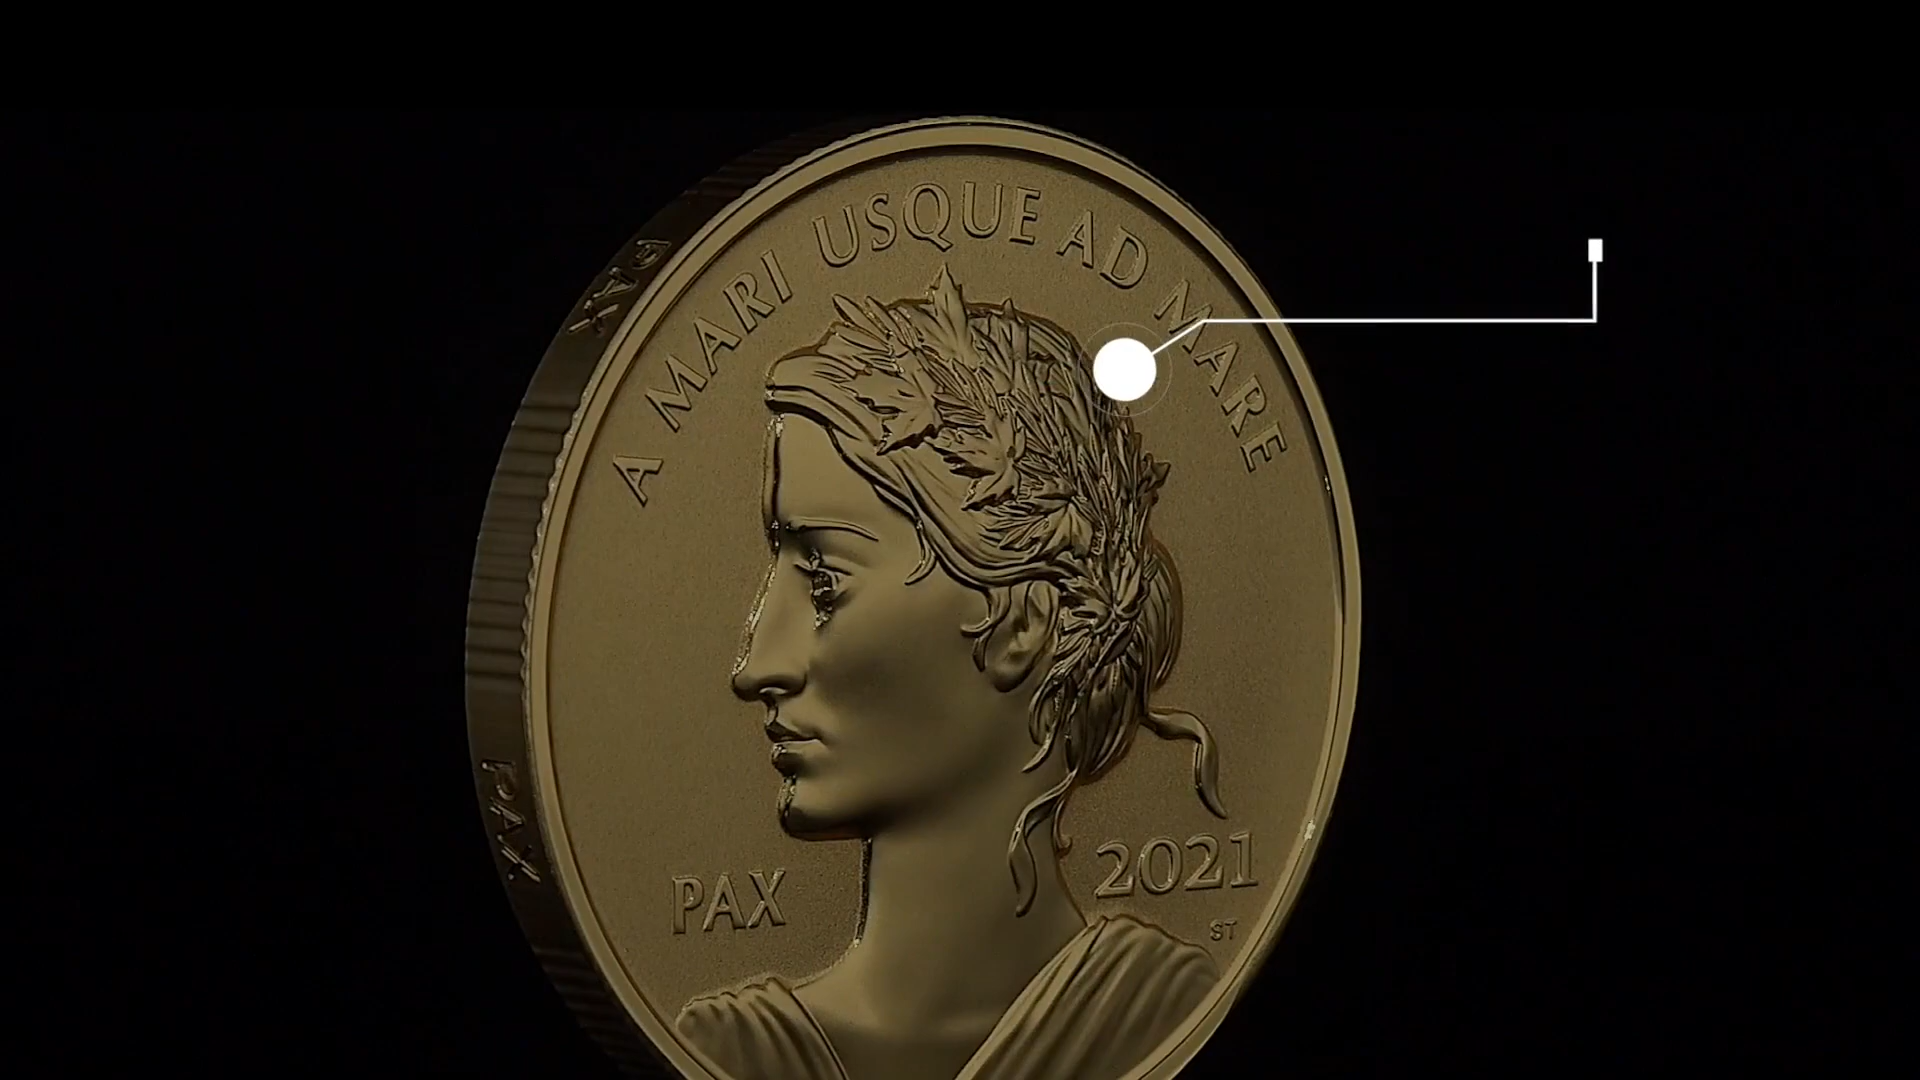 A MARI USQUE AD MARE
PAX
PAX
PAX
2021
ST